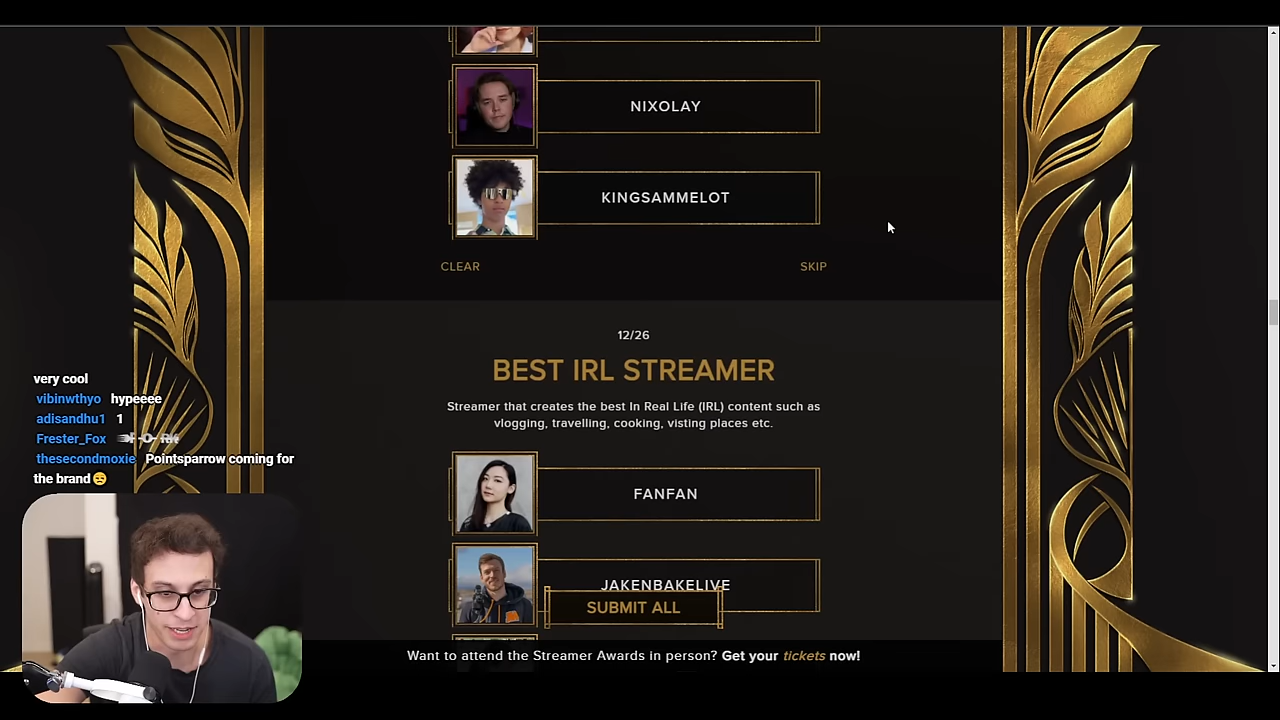 NIXOLAY
KINGSAMMELOT
CLEAR
SKIP
12/26
BEST IRL STREAMER
Streamer that creates the best In Real Life (IRL) content such as
vlogging, travelling, cooking, visting places etc.
FANFAN
JAKENBAKELIVE
SUBMIT ALL
Want to attend the Streamer Awards in person? Get your tickets now!
very cool
vibinwthyo hypeeee
adisandhu1 1
Frester_Fox
thesecondmoxie Pointsparrow coming for
the brand